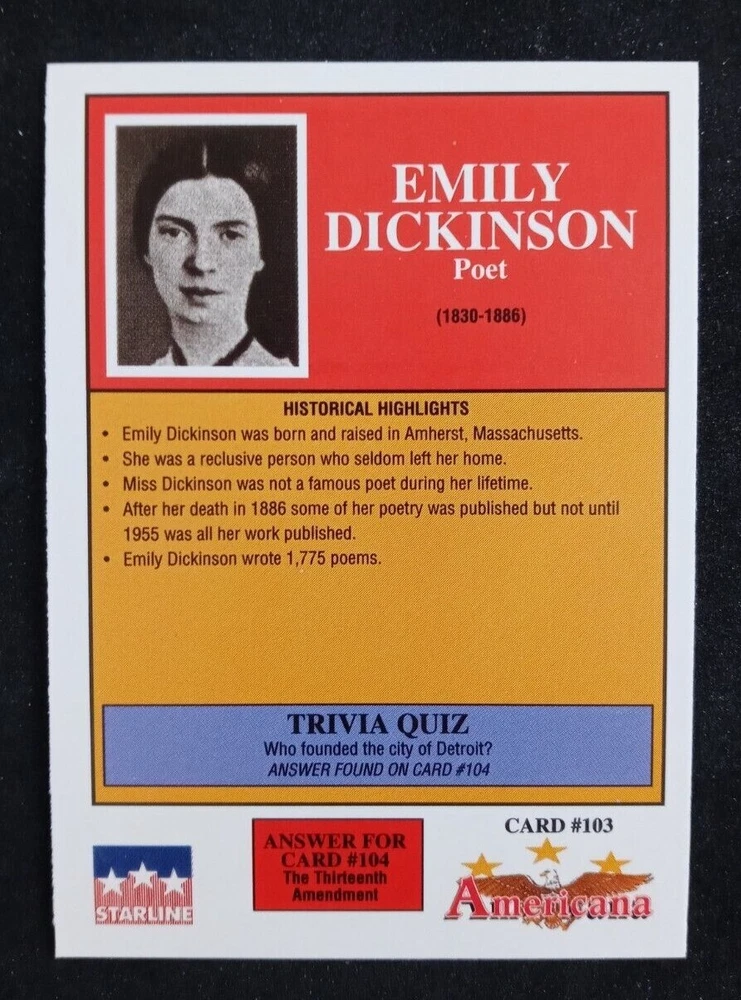 EMILY
DICKINSON
Poet
(1830-1886)
HISTORICAL HIGHLIGHTS
• Emily Dickinson was born and raised in Amherst, Massachusetts.
• She was a reclusive person who seldom left her home.
• Miss Dickinson was not a famous poet during her lifetime.
• After her death in 1886 some of her poetry was published but not until
1955 was all her work published.
• Emily Dickinson wrote 1,775 poems.
TRIVIA QUIZ
Who founded the city of Detroit?
ANSWER FOUND ON CARD #104
STARLINE
ANSWER FOR
CARD #104
The Thirteenth
Amendment
CARD #103
Americana